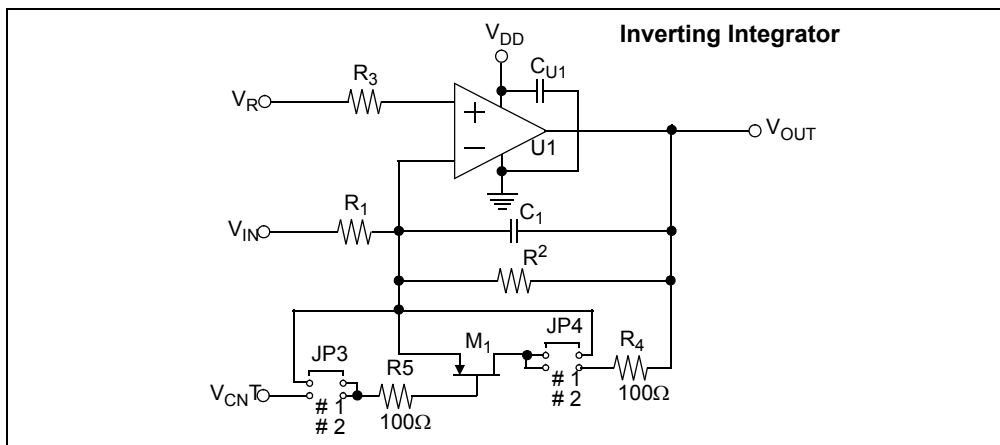 Inverting Integrator
V_DD
C_U1
R_3
V_R
+
−
U1
V_OUT
R_1
V_IN
C_1
R^2
JP3
R5
100Ω
M_1
JP4
R_4
100Ω
V_CNT
# 1
# 2
# 1
# 2